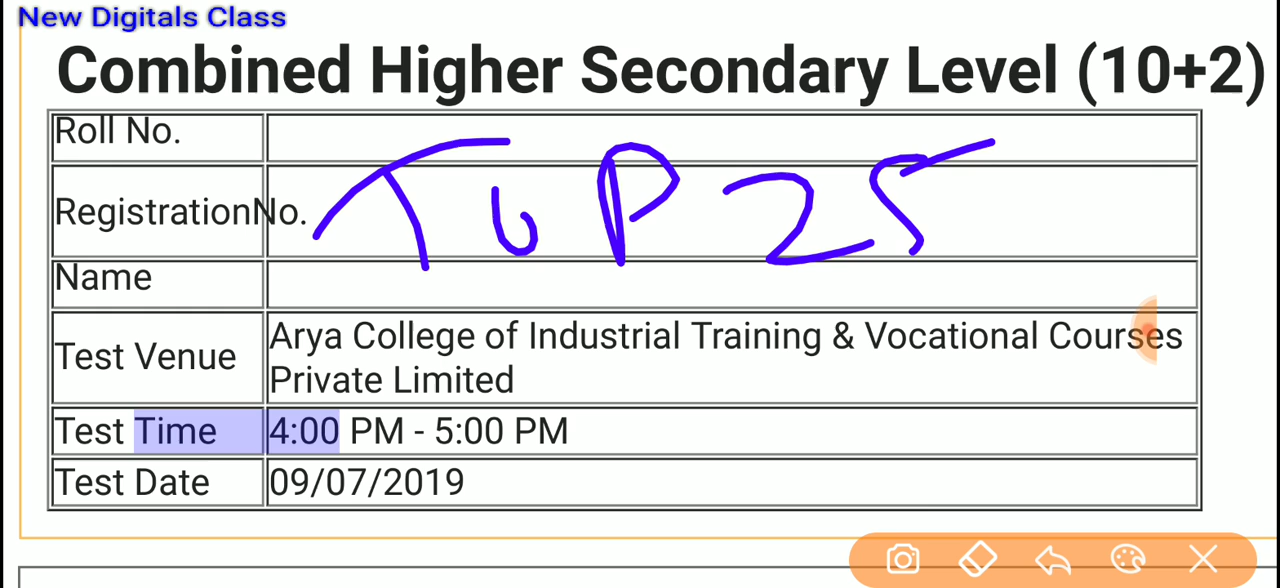 New Digitals Class
Combined Higher Secondary Level (10+2)
Roll No.
RegistrationNo.
TOP 25
Name
Test Venue Arya College of Industrial Training & Vocational Courses
Private Limited
Test Time 4:00 PM - 5:00 PM
Test Date 09/07/2019